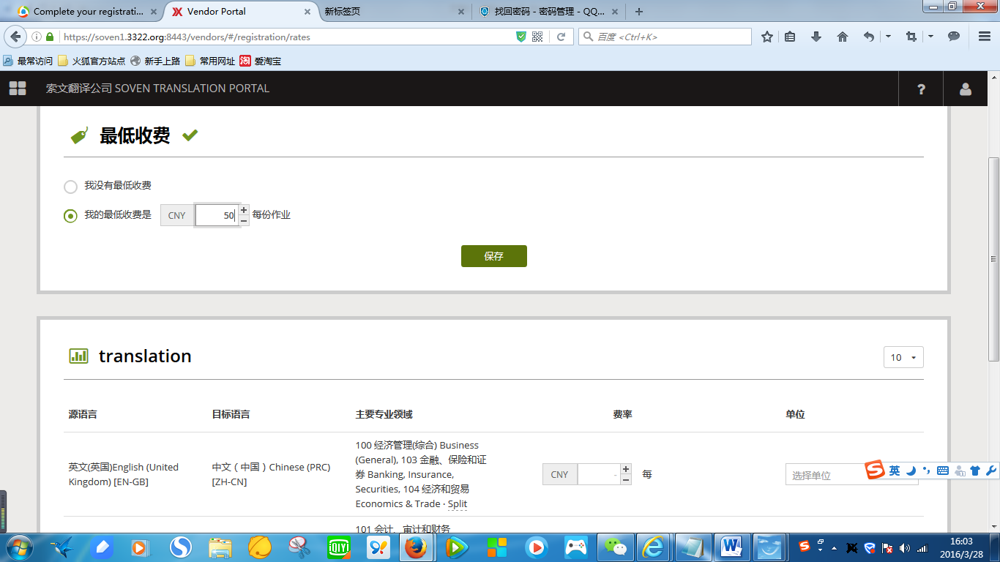 Complete your registrati...
Vendor Portal
新标签页
找回密码 - 密码管理 - QQ...
https://soven1.3322.org:8443/vendors/#/registration/rates
百度 <Ctrl+K>
最常访问
火狐官方站点
新手上路
常用网址
淘
爱淘宝
索文翻译公司 SOVEN TRANSLATION PORTAL
?
最低收费
我没有最低收费
我的最低收费是 CNY 50 每份作业
保存
translation
10
源语言 目标语言 主要专业领域 费率 单位
英文(英国)English (United
Kingdom) [EN-GB]
中文 ( 中国 ) Chinese (PRC)
[ZH-CN]
100 经济管理(综合) Business
(General), 103 金融、保险和证
券 Banking, Insurance,
Securities, 104 经济和贸易
Economics & Trade · Split
CNY - 每
选择单位
英
101 会计、审计和财务
iQIYI
16:03
2016/3/28